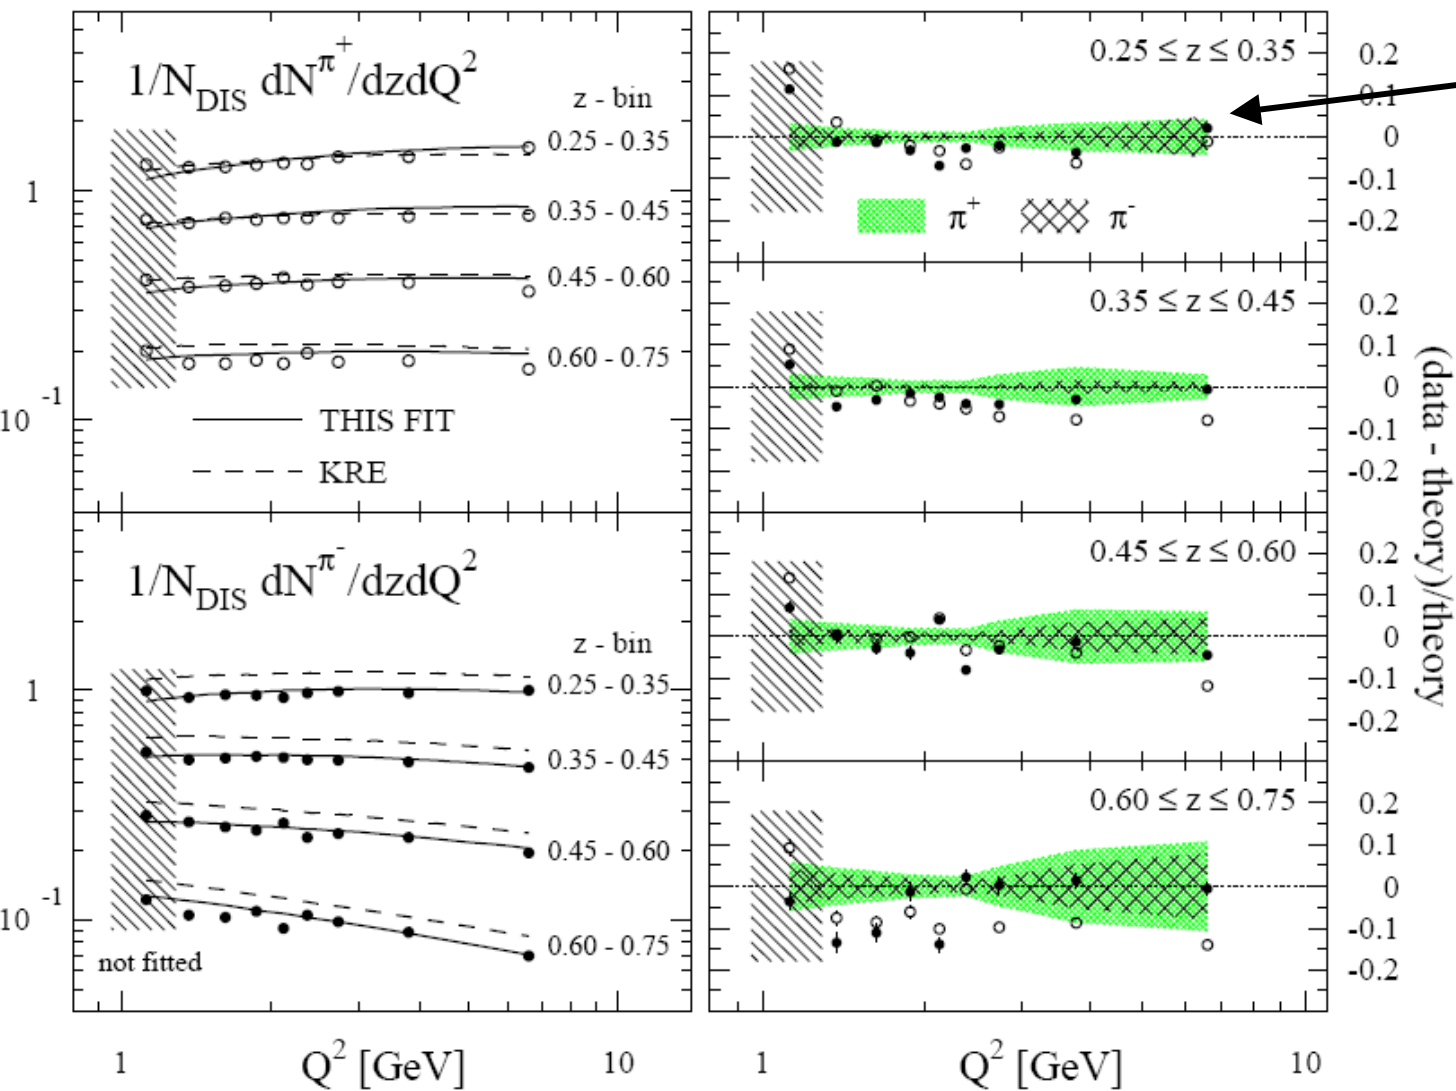 1/N_DIS dN^π+/dzdQ^2
z - bin
0.25 - 0.35
0.35 - 0.45
0.45 - 0.60
0.60 - 0.75
THIS FIT
KRE
1
10^-1
1/N_DIS dN^π-/dzdQ^2
z - bin
0.25 - 0.35
0.35 - 0.45
0.45 - 0.60
0.60 - 0.75
not fitted
1
10^-1
1
10
Q^2 [GeV]
0.25 ≤ z ≤ 0.35
π+
π-
0.2
0.1
0
-0.1
-0.2
0.35 ≤ z ≤ 0.45
0.2
0.1
0
-0.1
-0.2
0.45 ≤ z ≤ 0.60
0.2
0.1
0
-0.1
-0.2
0.60 ≤ z ≤ 0.75
0.2
0.1
0
-0.1
-0.2
(data - theory)/theory
1
10
Q^2 [GeV]